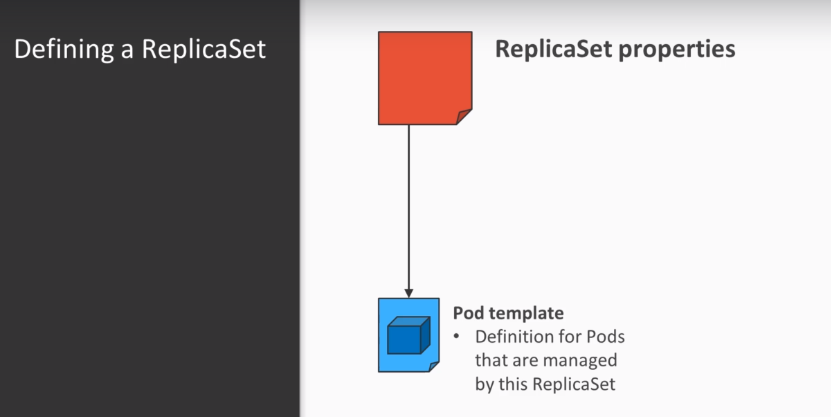 Defining a ReplicaSet
ReplicaSet properties
Pod template
• Definition for Pods
that are managed
by this ReplicaSet